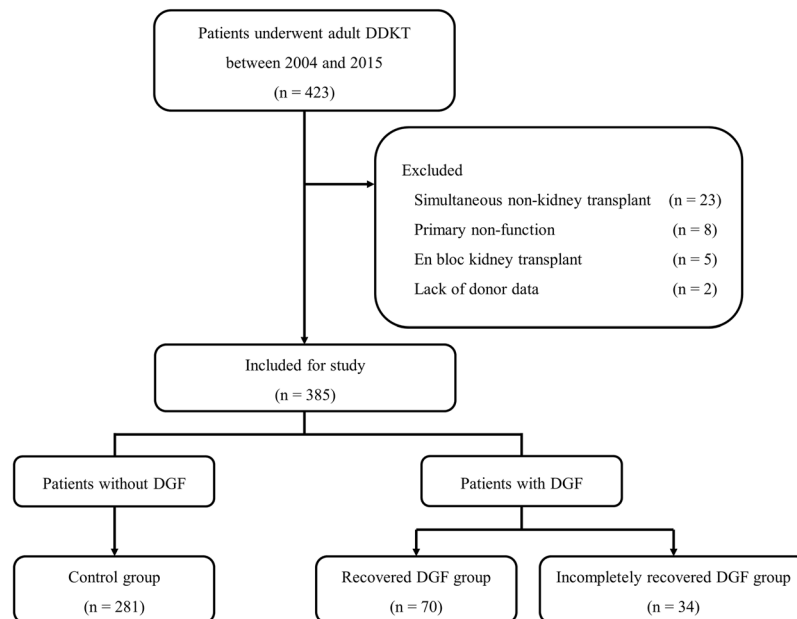 Patients underwent adult DDKT
between 2004 and 2015
(n = 423)
Excluded
Simultaneous non-kidney transplant (n = 23)
Primary non-function (n = 8)
En bloc kidney transplant (n = 5)
Lack of donor data (n = 2)
Included for study
(n = 385)
Patients without DGF
Patients with DGF
Control group
(n = 281)
Recovered DGF group
(n = 70)
Incompletely recovered DGF group
(n = 34)